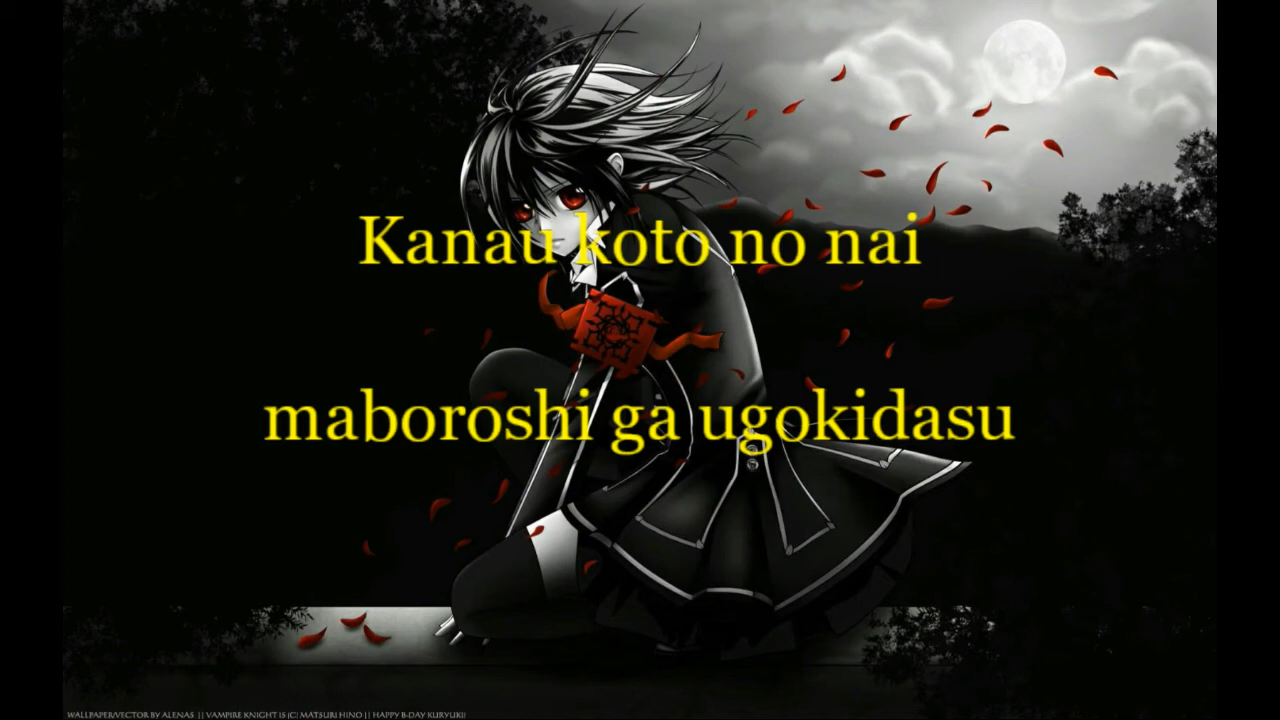 Kanau koto no nai
maboroshi ga ugokidasu
WALLPAPER/VECTOR BY ALENAS || VAMPIRE KNIGHT IS (C) MATSURI HINO || HAPPY B-DAY KURYUKI!